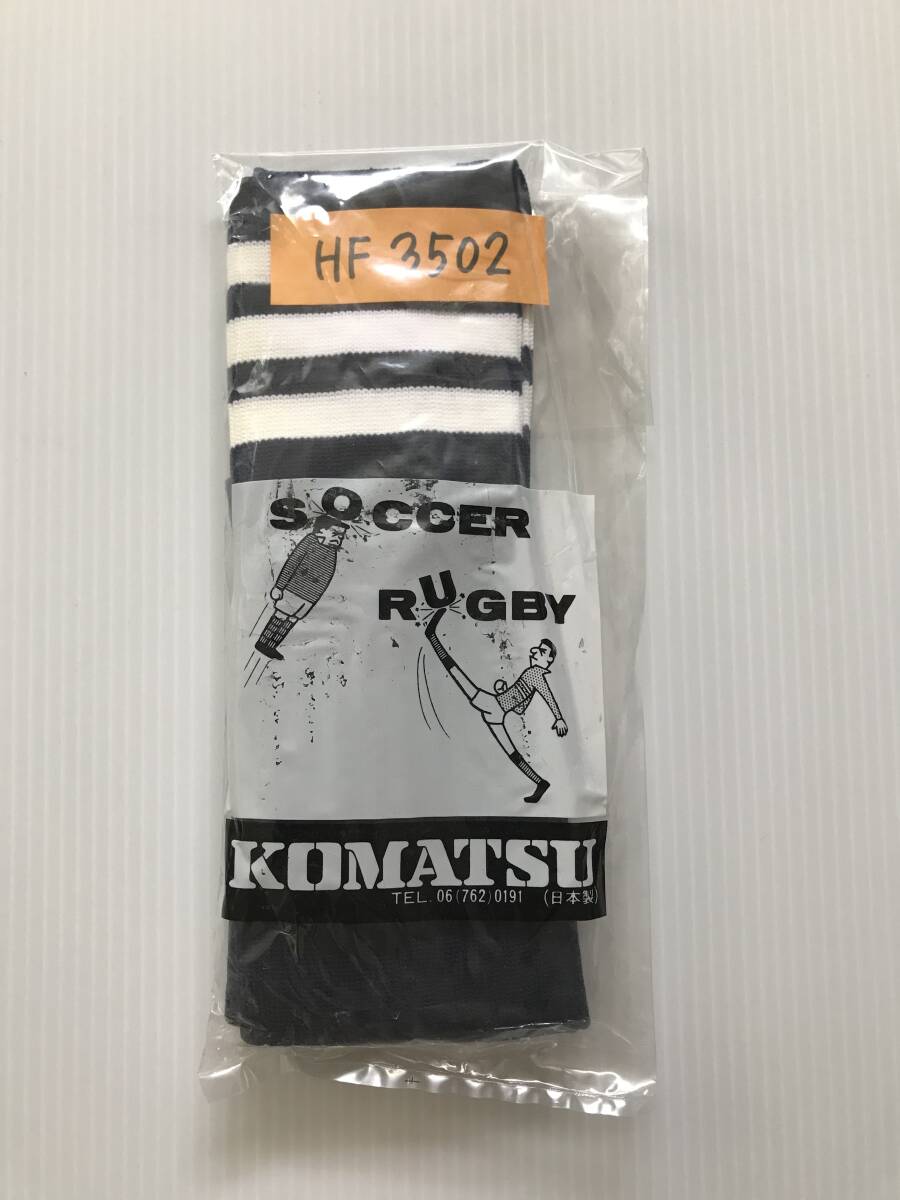 HF 3502
SOCCER
RUGBY
KOMATSU
TEL. 06(762)0191 (日本製)